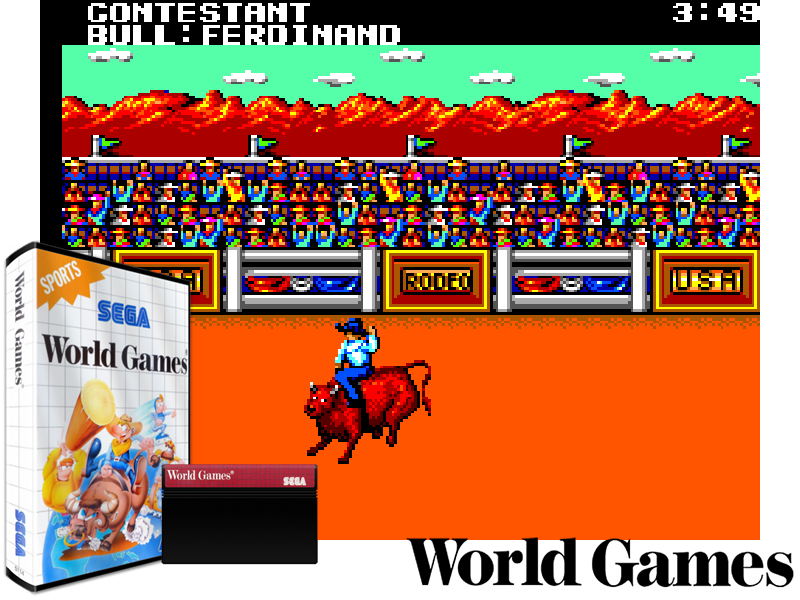 CONTESTANT 3:49
BULL:FERDINAND
RODEO
USA
SPORTS
SEGA
World Games
World Games
SEGA
World Games
SEGA
World Games